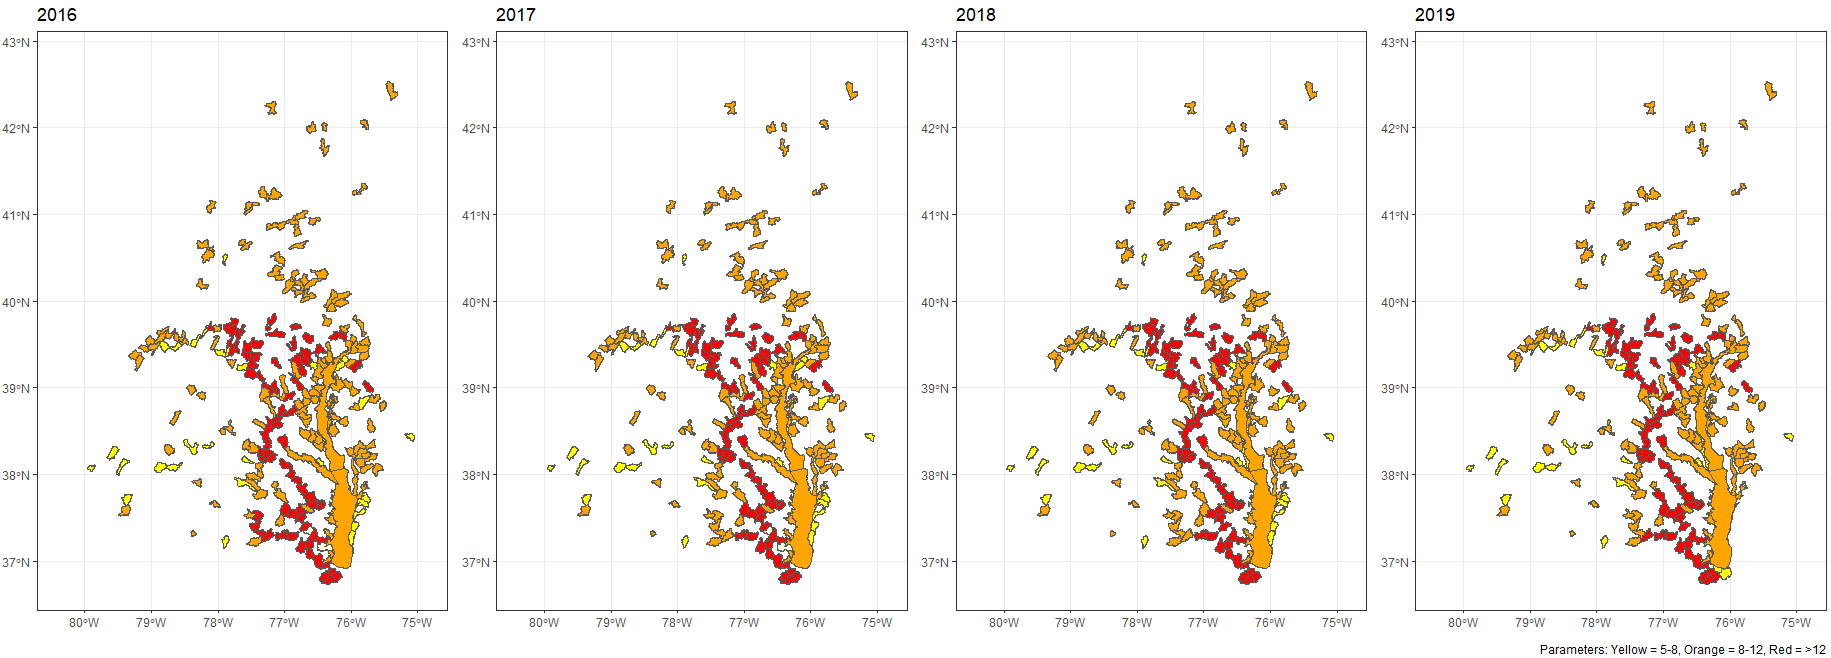 2016
2017
2018
2019
43°N
42°N
41°N
40°N
39°N
38°N
37°N
80°W
79°W
78°W
77°W
76°W
75°W
43°N
42°N
41°N
40°N
39°N
38°N
37°N
80°W
79°W
78°W
77°W
76°W
75°W
43°N
42°N
41°N
40°N
39°N
38°N
37°N
80°W
79°W
78°W
77°W
76°W
75°W
43°N
42°N
41°N
40°N
39°N
38°N
37°N
80°W
79°W
78°W
77°W
76°W
75°W
Parameters: Yellow = 5-8, Orange = 8-12, Red = >12